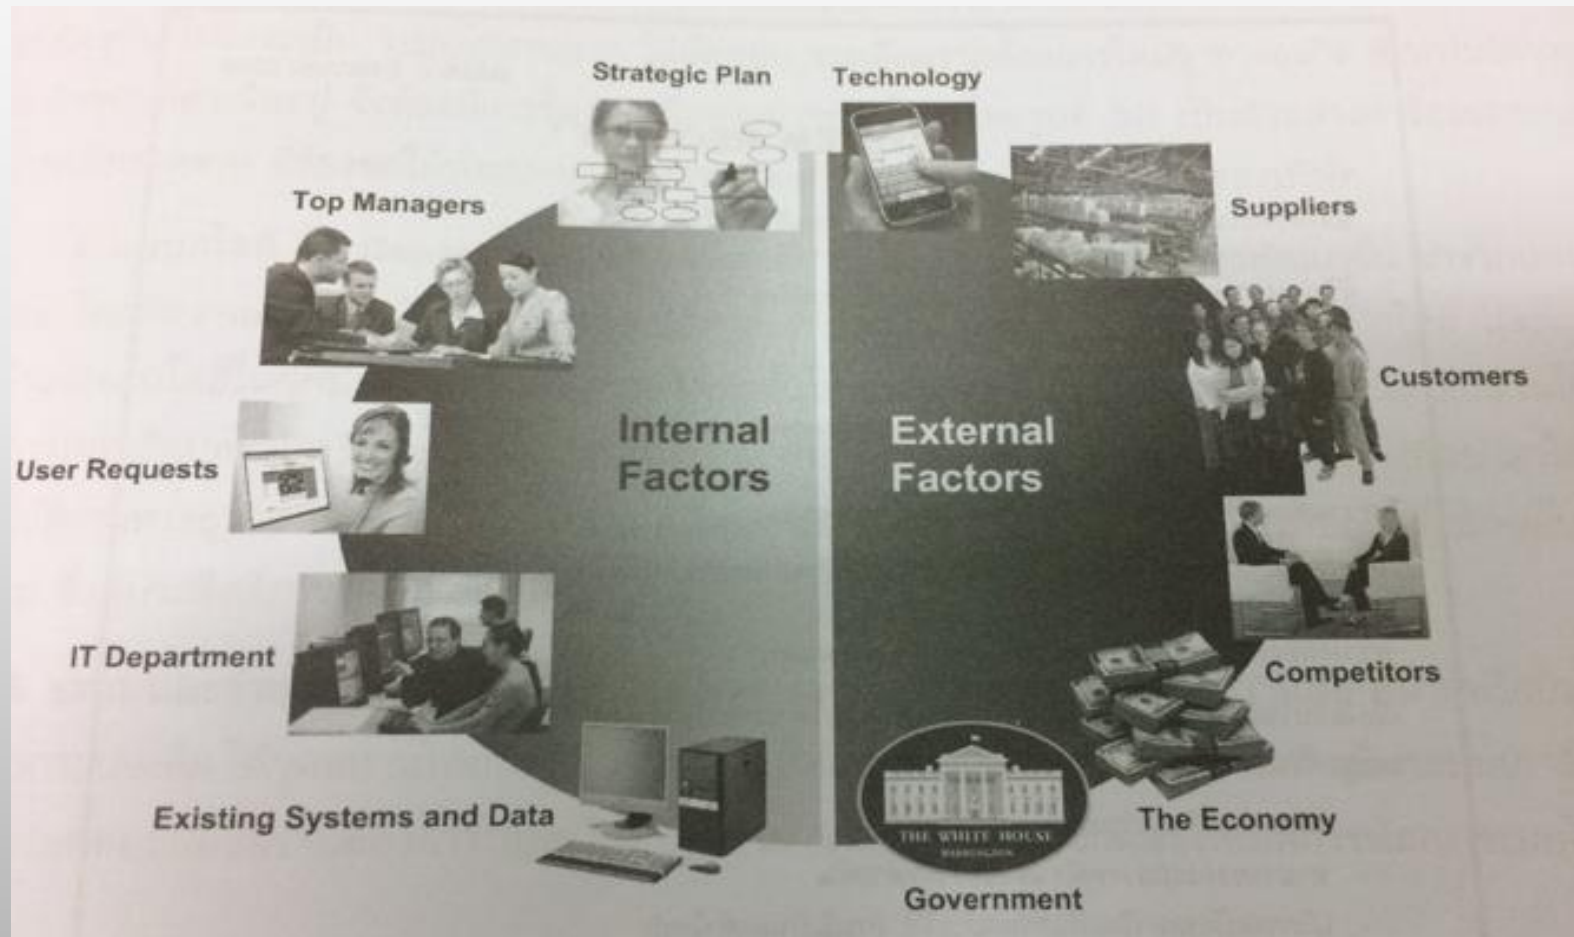 Strategic Plan
Technology
Top Managers
Suppliers
Customers
Internal
Factors
External
Factors
User Requests
IT Department
Competitors
Existing Systems and Data
The Economy
THE WHITE HOUSE
WASHINGTON
Government